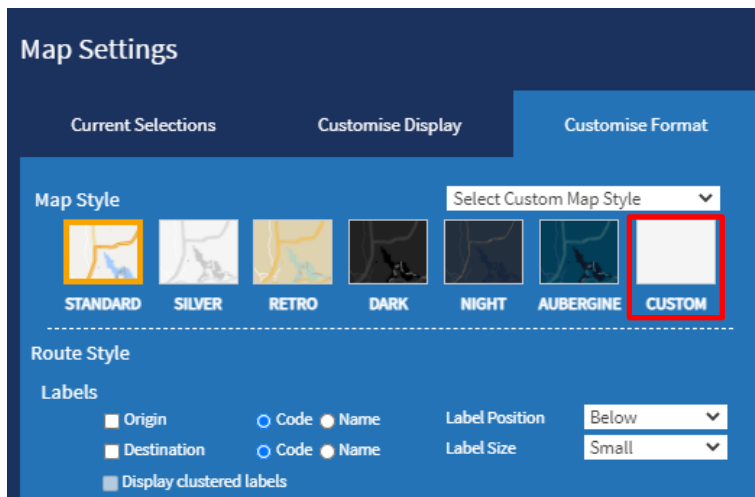 Map Settings
Current Selections Customise Display Customise Format
Map Style Select Custom Map Style
STANDARD SILVER RETRO DARK NIGHT AUBERGINE CUSTOM
Route Style
Labels
Origin Code Name Label Position Below
Destination Code Name Label Size Small
Display clustered labels